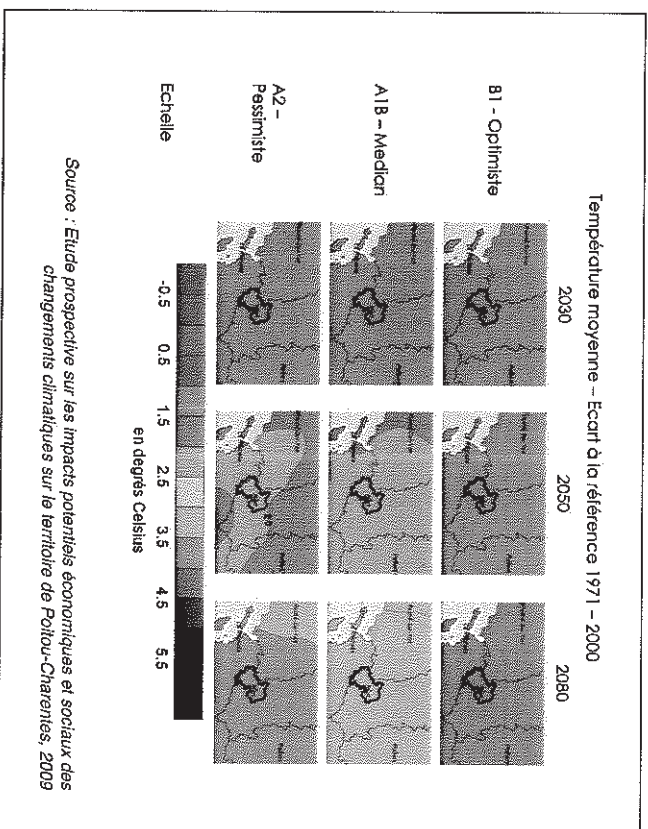 Température moyenne – Ecart à la référence 1971 – 2000
2030 2050 2080
B1 - Optimiste
A1B – Median
A2 –
Pessimiste
Echelle
-0.5 0.5 1.5 2.5 3.5 4.5 5.5
en degrés Celsius
Source : Etude prospective sur les impacts potentiels économiques et sociaux des
changements climatiques sur le territoire de Poitou-Charentes, 2009